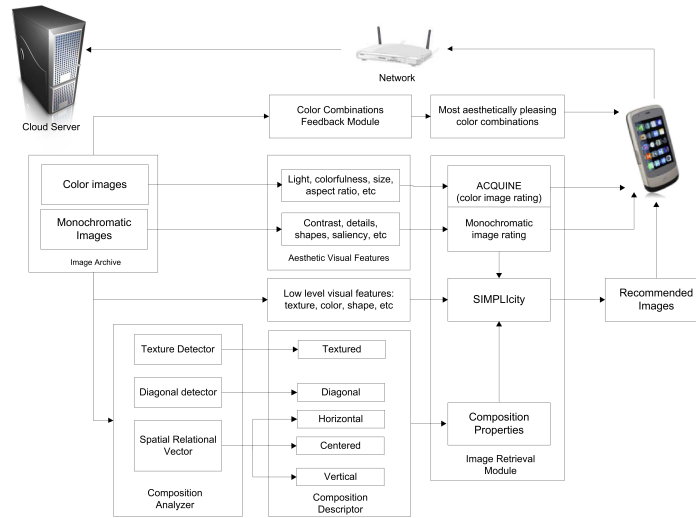 Network
Cloud Server
Color Combinations
Feedback Module
Most aesthetically pleasing
color combinations
Color images
Monochromatic
Images
Image Archive
Light, colorfulness, size,
aspect ratio, etc
Contrast, details,
shapes, saliency, etc
Aesthetic Visual Features
ACQUINE
(color image rating)
Monochromatic
image rating
Low level visual features:
texture, color, shape, etc
SIMPLIcity
Recommended
Images
Texture Detector
Textured
Diagonal detector
Diagonal
Horizontal
Spatial Relational
Vector
Centered
Vertical
Composition
Properties
Image Retrieval
Module
Composition
Analyzer
Composition
Descriptor